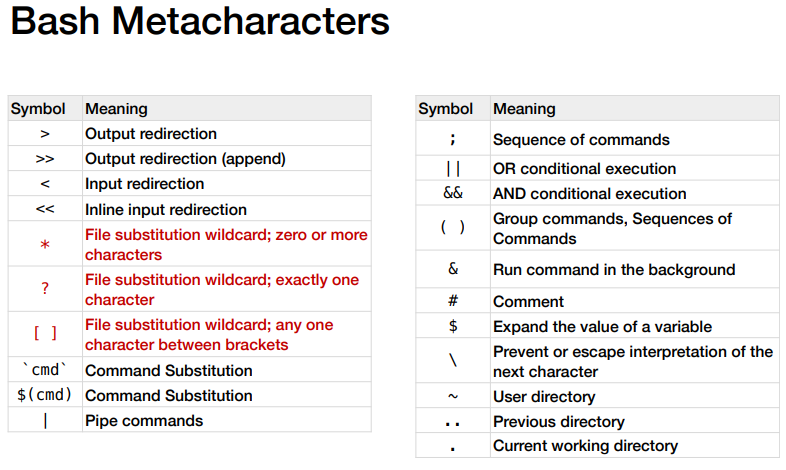 Bash Metacharacters
Symbol Meaning
> Output redirection
>> Output redirection (append)
< Input redirection
<< Inline input redirection
* File substitution wildcard; zero or more
characters
? File substitution wildcard; exactly one
character
[ ] File substitution wildcard; any one
character between brackets
`cmd` Command Substitution
$(cmd) Command Substitution
| Pipe commands
Symbol Meaning
; Sequence of commands
|| OR conditional execution
&& AND conditional execution
( ) Group commands, Sequences of
Commands
& Run command in the background
# Comment
$ Expand the value of a variable
\ Prevent or escape interpretation of the
next character
~ User directory
.. Previous directory
. Current working directory